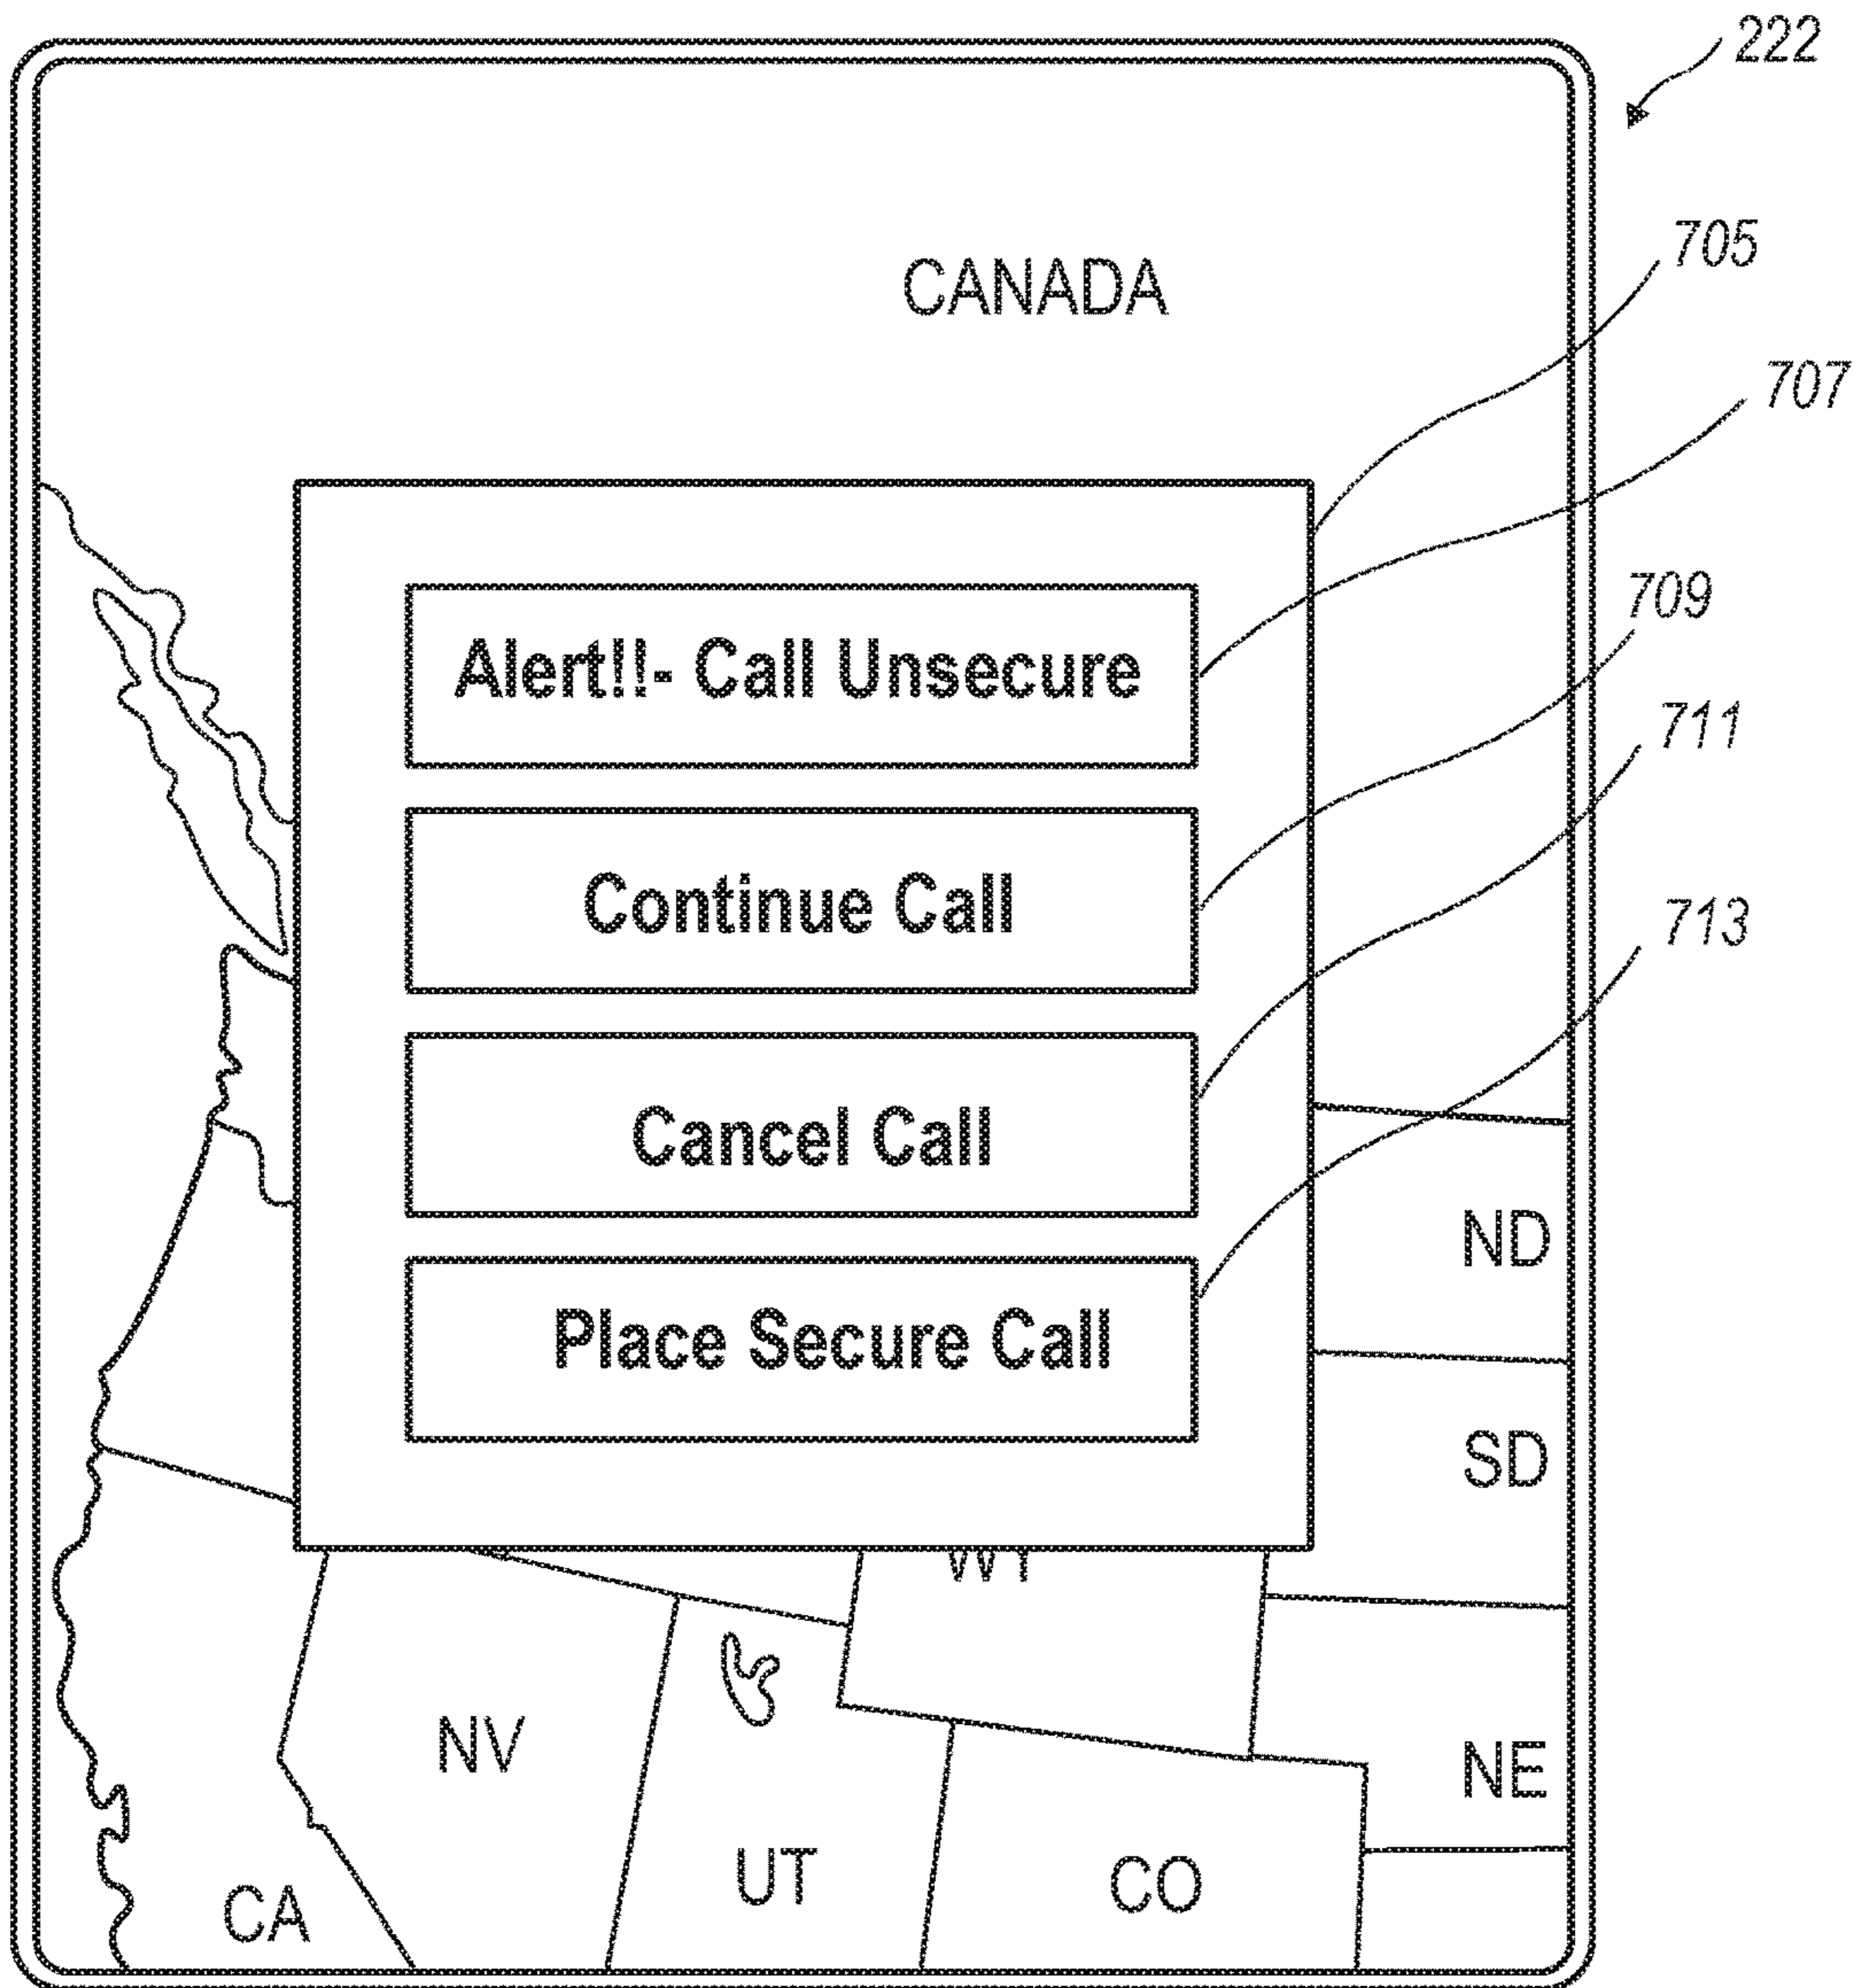 222
705
CANADA
707
709
Alert!!- Call Unsecure
711
Continue Call
713
Cancel Call
ND
Place Secure Call
SD
NV
NE
UT
CO
CA